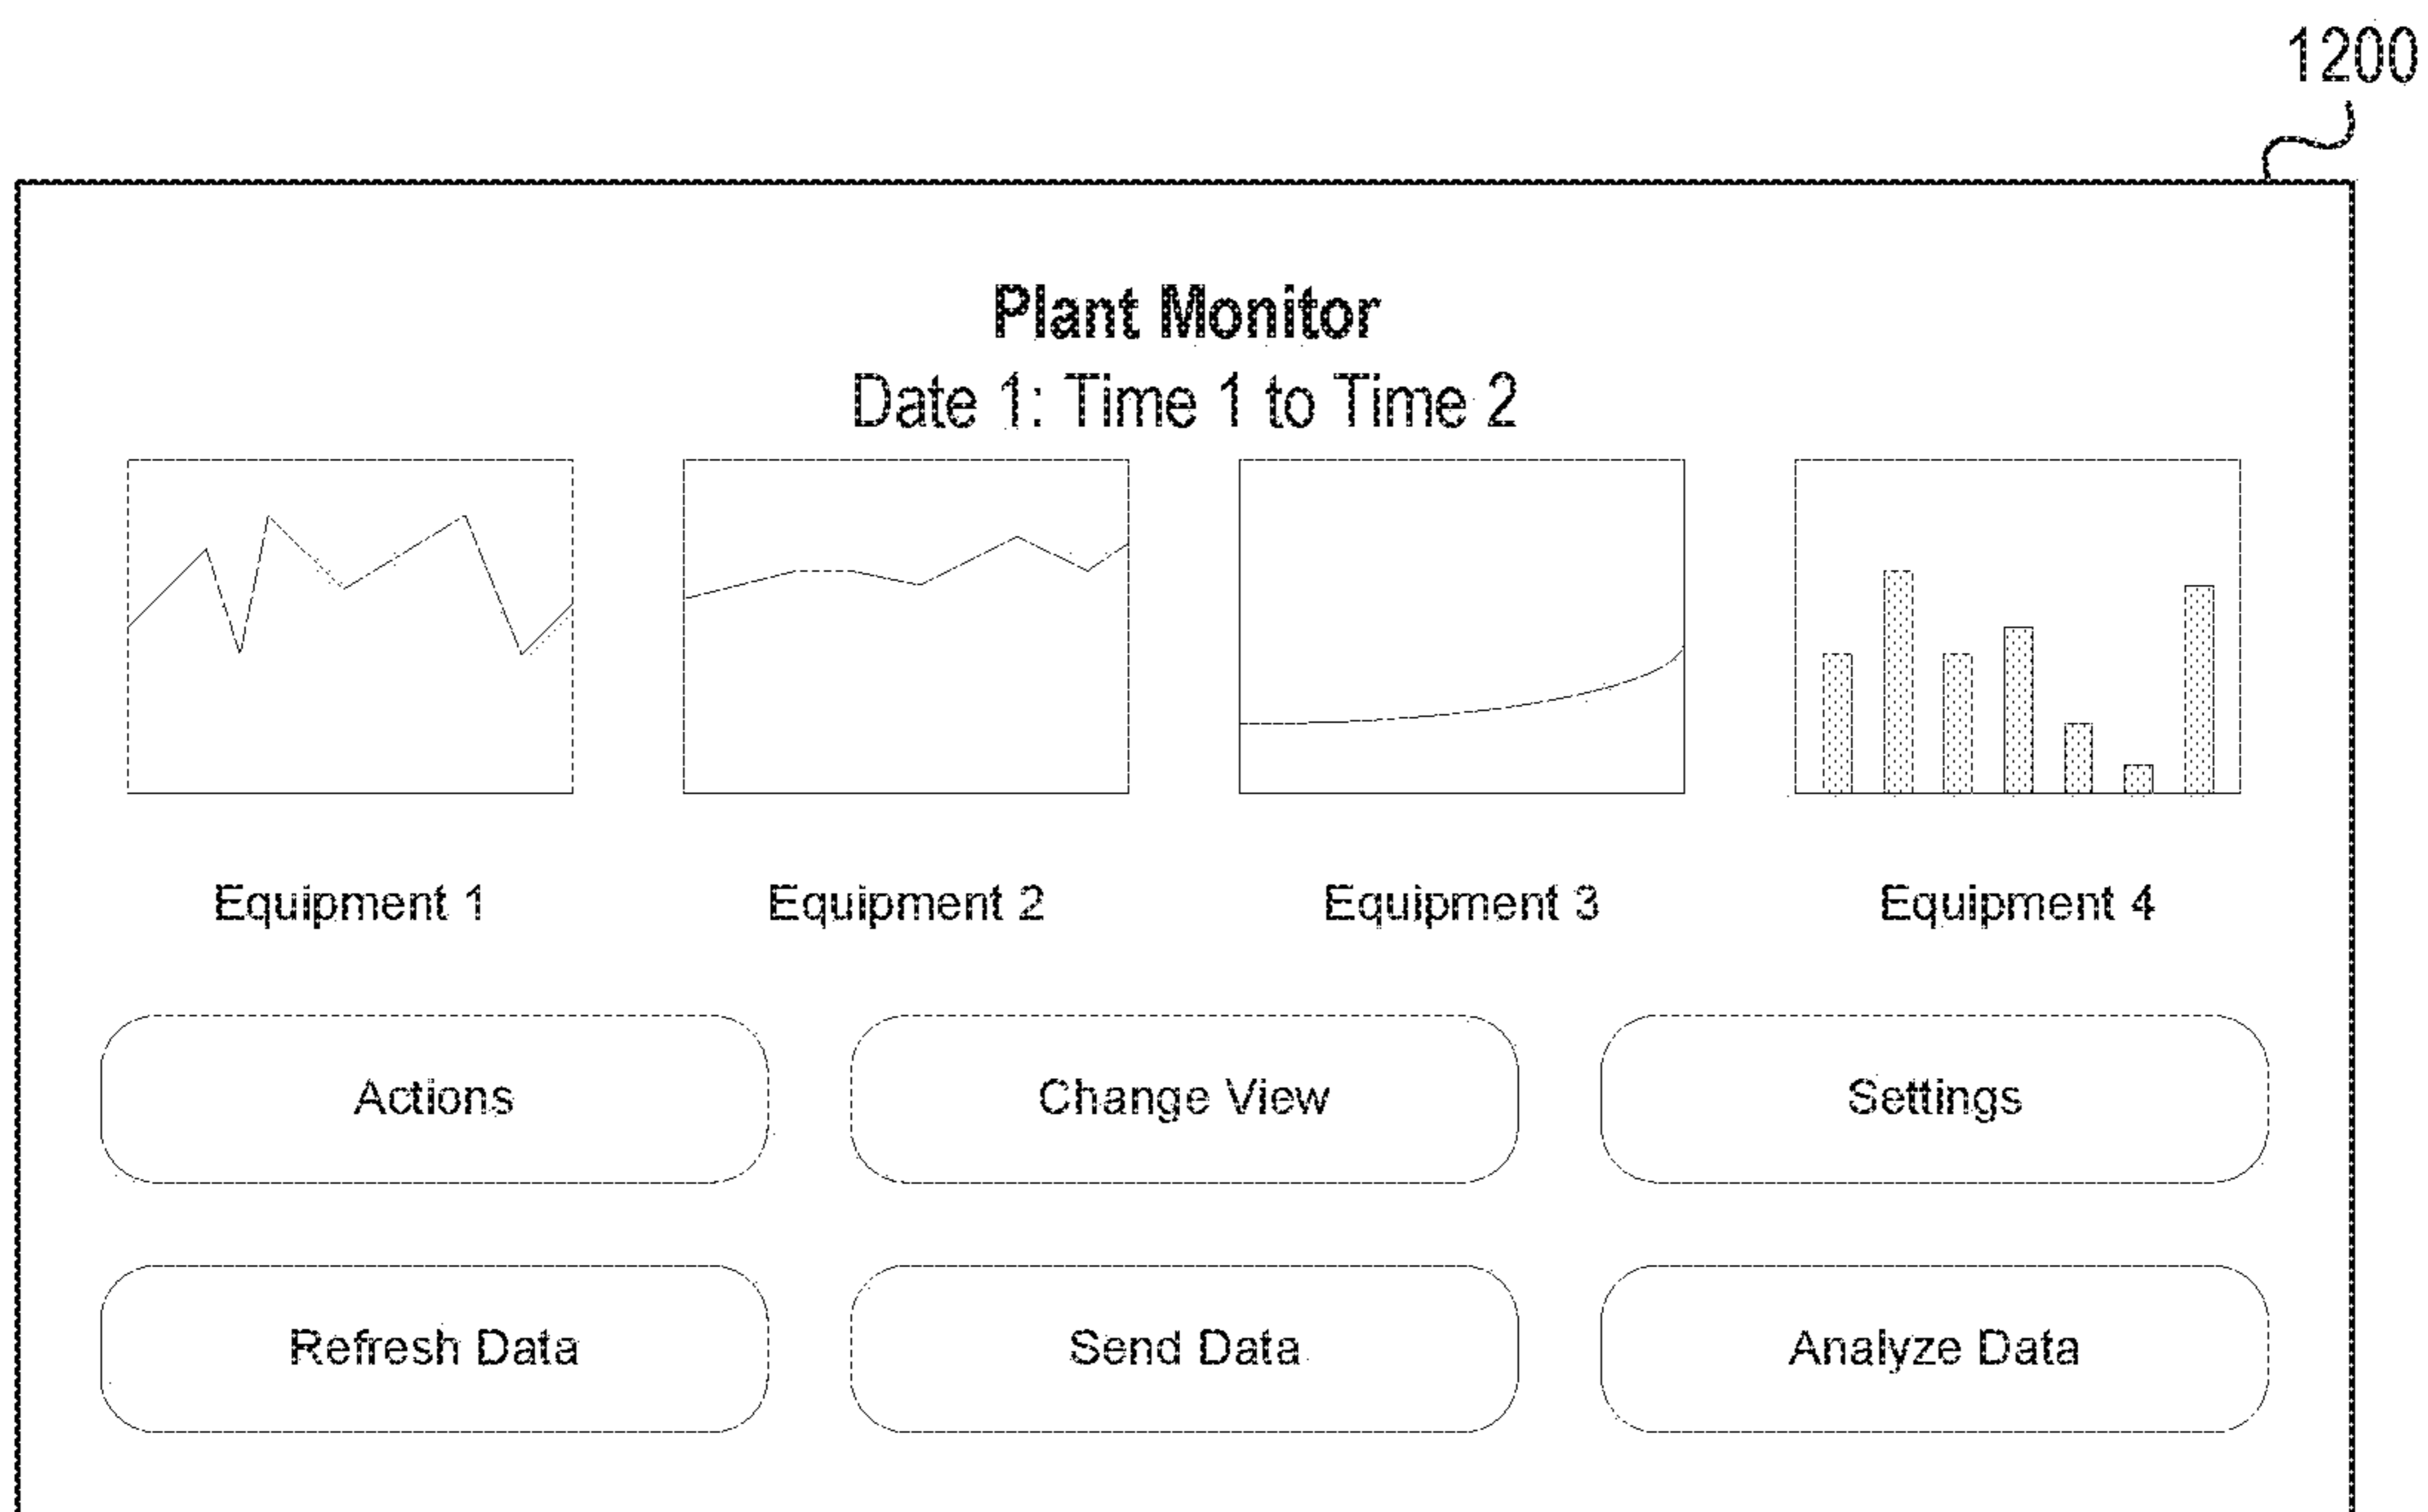 1200
Plant Monitor
Date 1: Time 1 to Time 2
Equipment 1 Equipment 2 Equipment 3 Equipment 4
Actions Change View Settings
Refresh Data Send Data Analyze Data